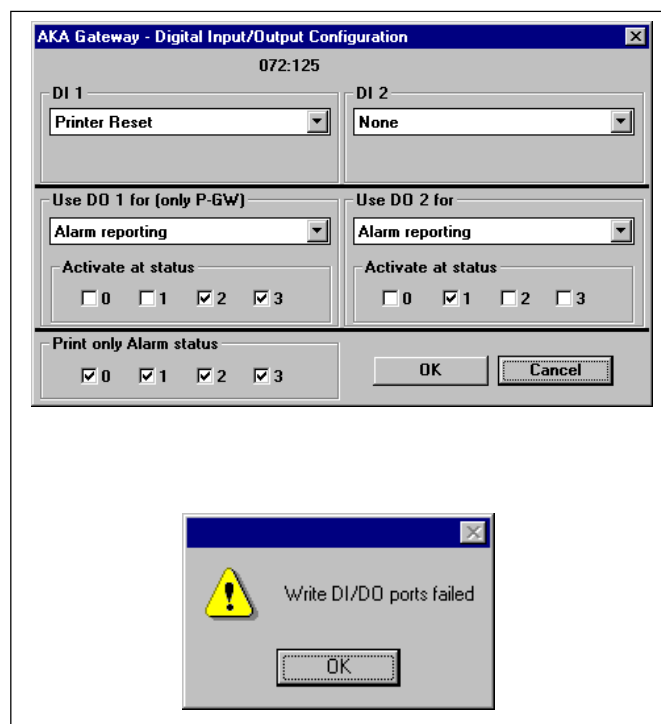 AKA Gateway - Digital Input/Output Configuration
072:125
DI 1
Printer Reset
DI 2
None
Use DO 1 for (only P-GW)
Alarm reporting
Activate at status
0 1 2 3
Use DO 2 for
Alarm reporting
Activate at status
0 1 2 3
Print only Alarm status
0 1 2 3
OK Cancel
Write DI/DO ports failed
OK